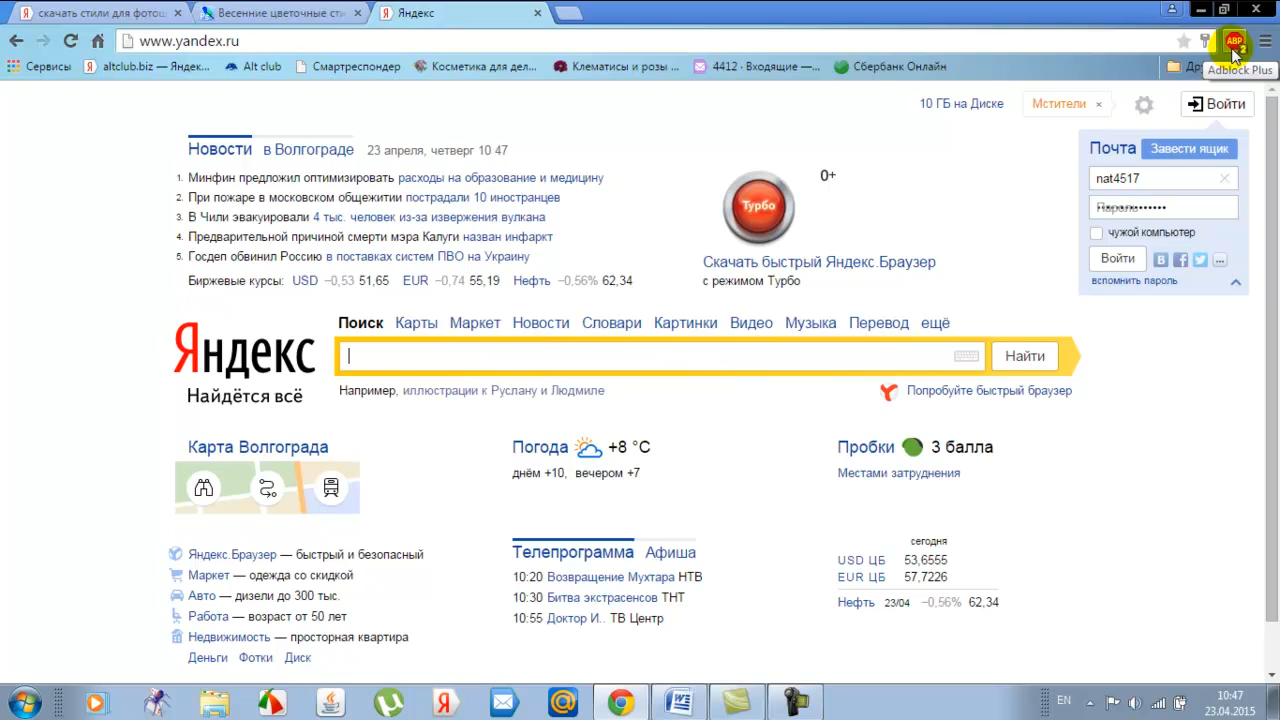 скачать стили для фотош
Весенние цветочные сти
Яндекс
www.yandex.ru
ABP
2
Сервисы
altclub.biz — Яндек...
Alt club
Смартреспондер
Косметика для дел...
Клематисы и розы ...
4412 · Входящие —...
Сбербанк Онлайн
Adblock Plus
10 ГБ на Диске
Мстители
Войти
Новости
в Волгограде
23 апреля, четверг 10 47
1. Минфин предложил оптимизировать расходы на образование и медицину
2. При пожаре в московском общежитии пострадали 10 иностранцев
3. В Чили эвакуировали 4 тыс. человек из-за извержения вулкана
4. Предварительной причиной смерти мэра Калуги назван инфаркт
5. Госдеп обвинил Россию в поставках систем ПВО на Украину
Биржевые курсы: USD −0,53 51,65 EUR −0,74 55,19 Нефть −0,56% 62,34
Турбо
0+
Скачать быстрый Яндекс.Браузер
с режимом Турбо
Почта
Завести ящик
nat4517
Пароль
чужой компьютер
Войти
В
...
вспомнить пароль
Поиск Карты Маркет Новости Словари Картинки Видео Музыка Перевод ещё
Яндекс
Найдётся всё
Найти
Например, иллюстрации к Руслану и Людмиле
Попробуйте быстрый браузер
Карта Волгограда
Погода +8 °C
днём +10, вечером +7
Пробки 3 балла
Местами затруднения
Яндекс.Браузер — быстрый и безопасный
Маркет — одежда со скидкой
Авто — дизели до 300 тыс.
Работа — возраст от 50 лет
Недвижимость — просторная квартира
Деньги Фотки Диск
Телепрограмма Афиша
10:20 Возвращение Мухтара НТВ
10:30 Битва экстрасенсов ТНТ
10:55 Доктор И.. ТВ Центр
сегодня
USD ЦБ 53,6555
EUR ЦБ 57,7226
Нефть 23/04 −0,56% 62,34
EN
10:47
23.04.2015